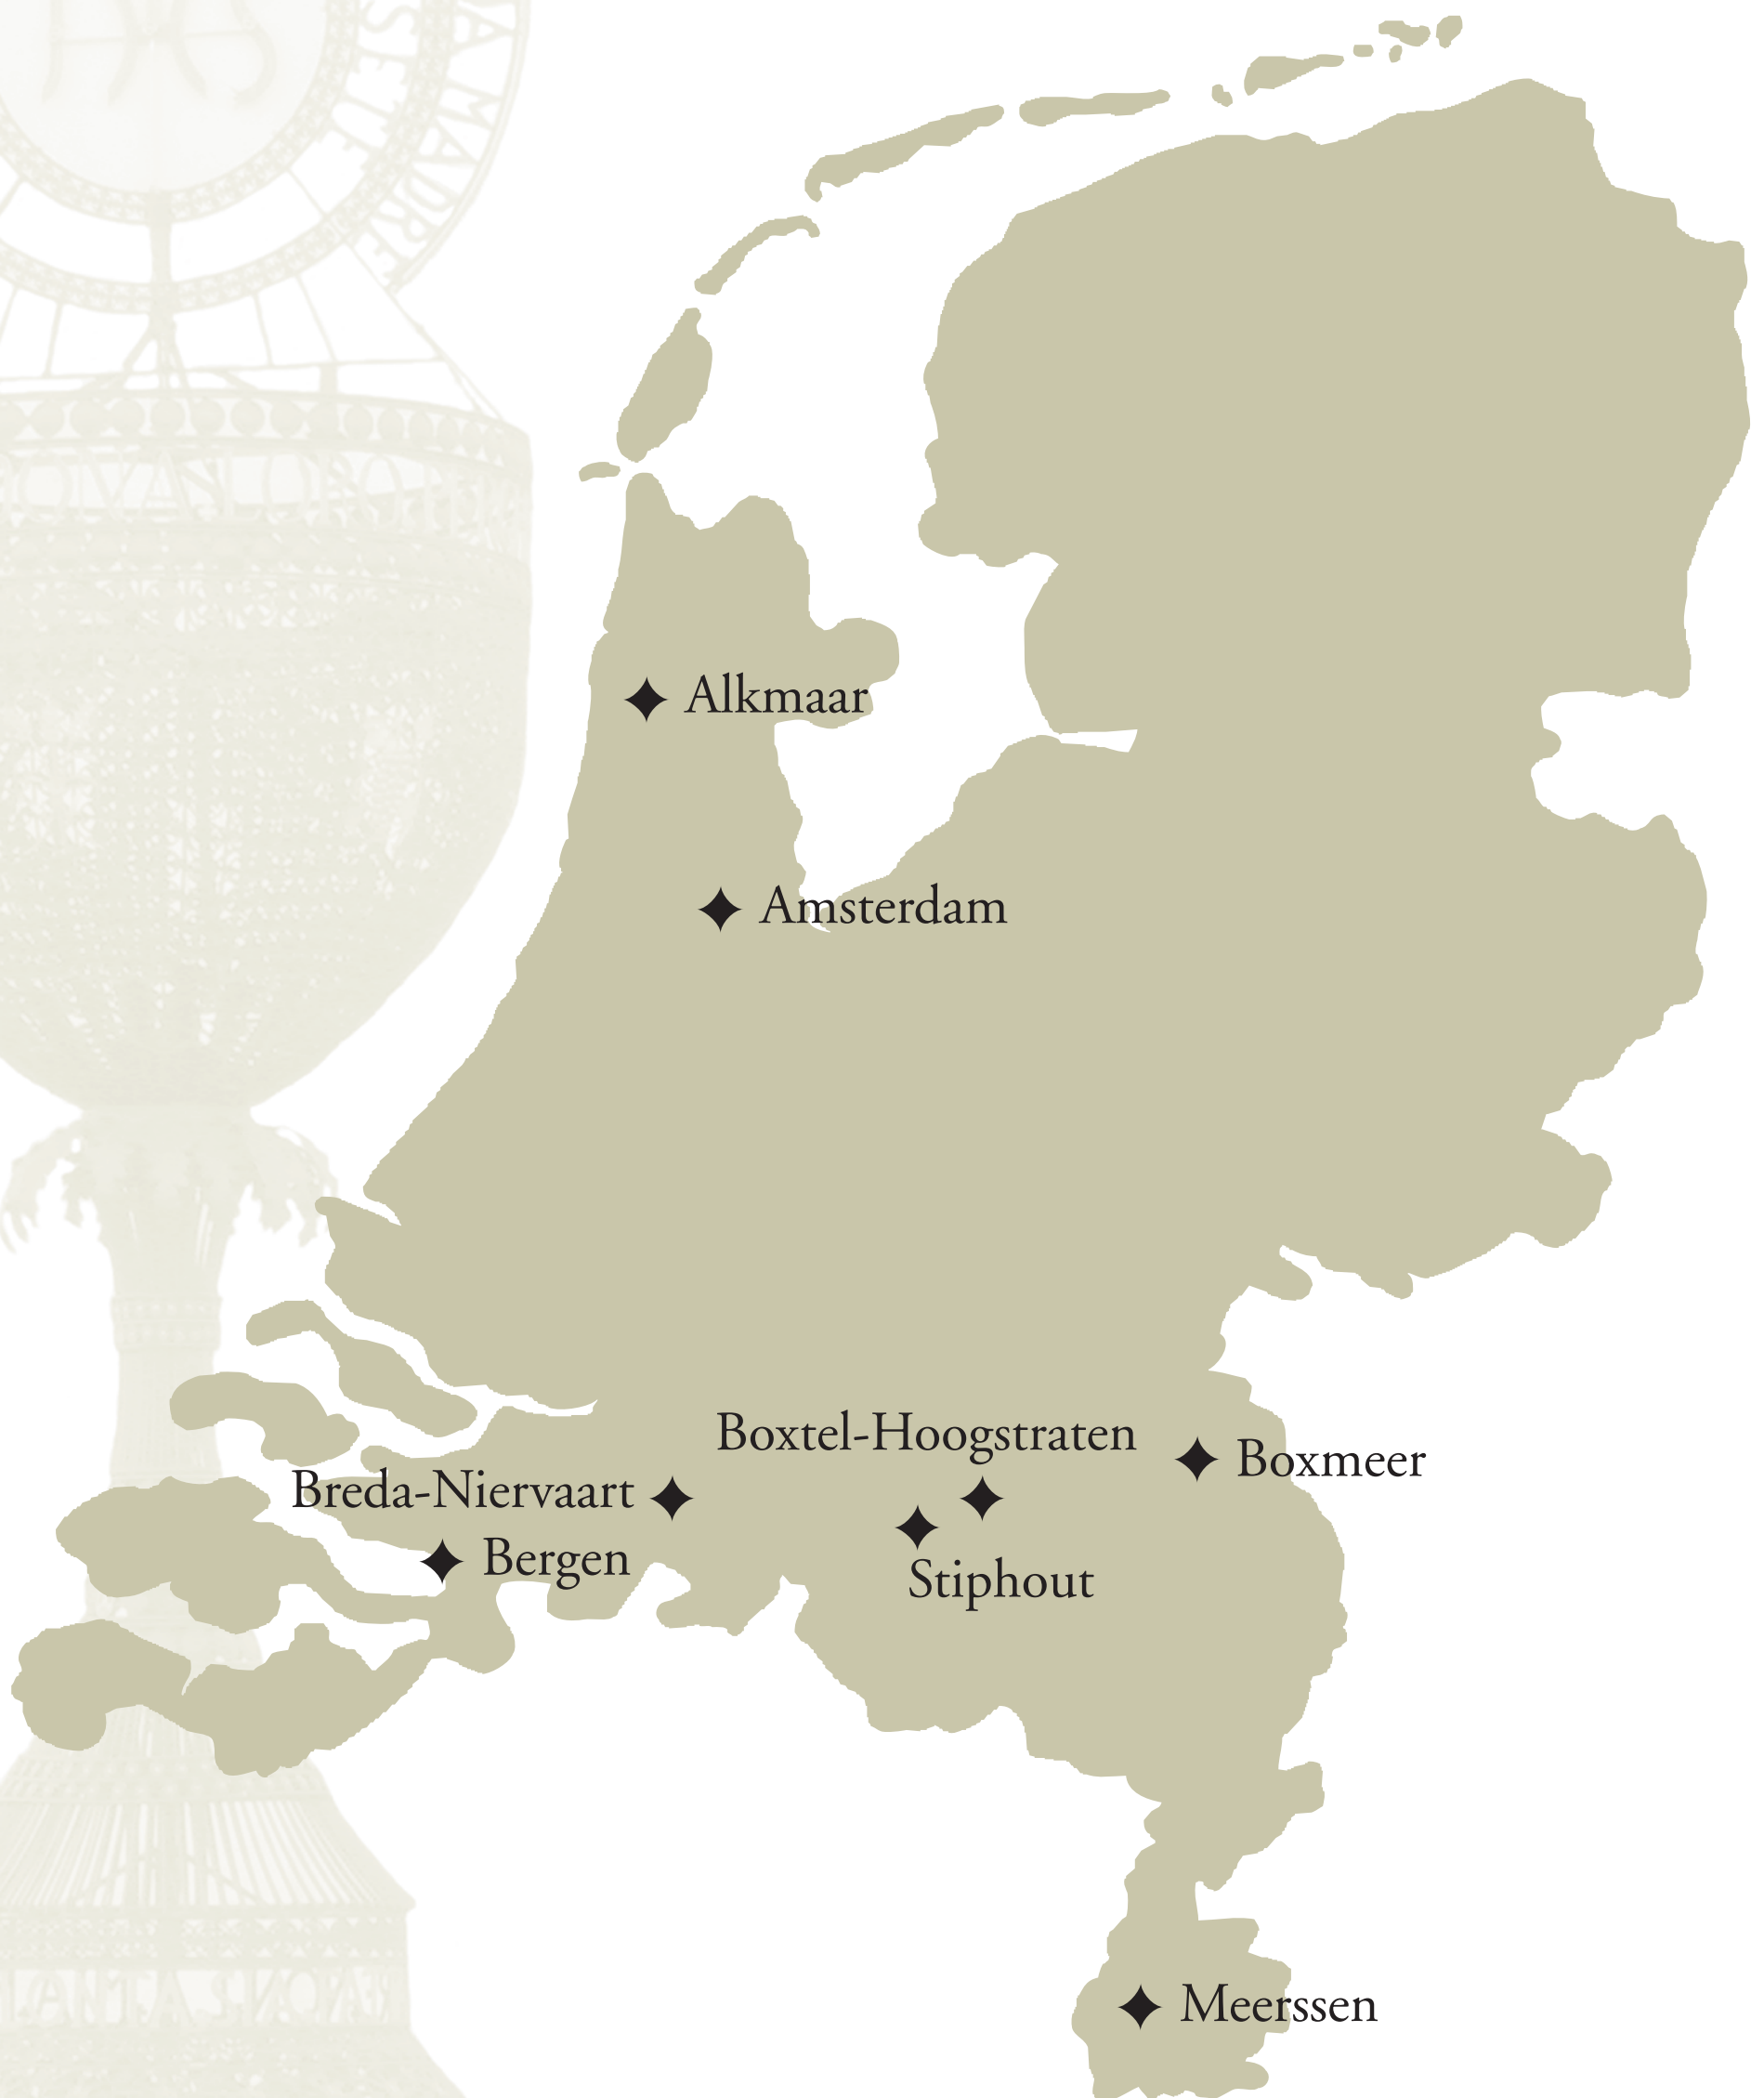 Alkmaar
Amsterdam
Boxtel-Hoogstraten
Boxmeer
Breda-Niervaart
Bergen
Stiphout
Meerssen